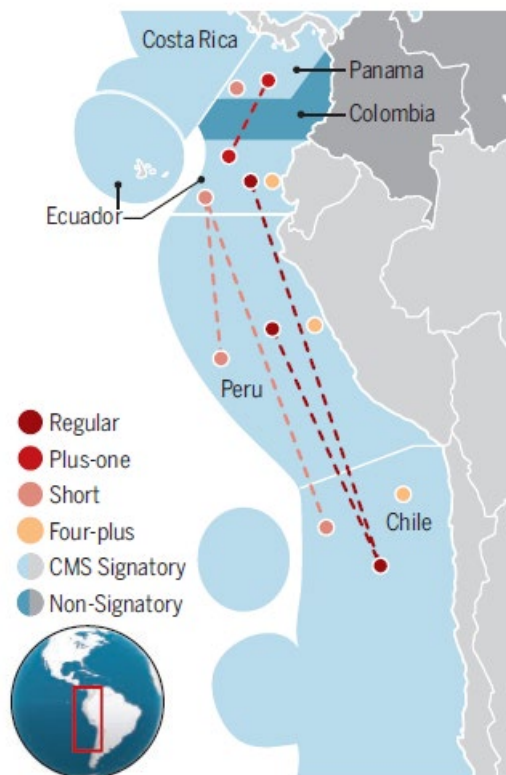 Costa Rica
Panama
Colombia
Ecuador
Peru
Regular
Plus-one
Short
Four-plus
Chile
CMS Signatory
Non-Signatory